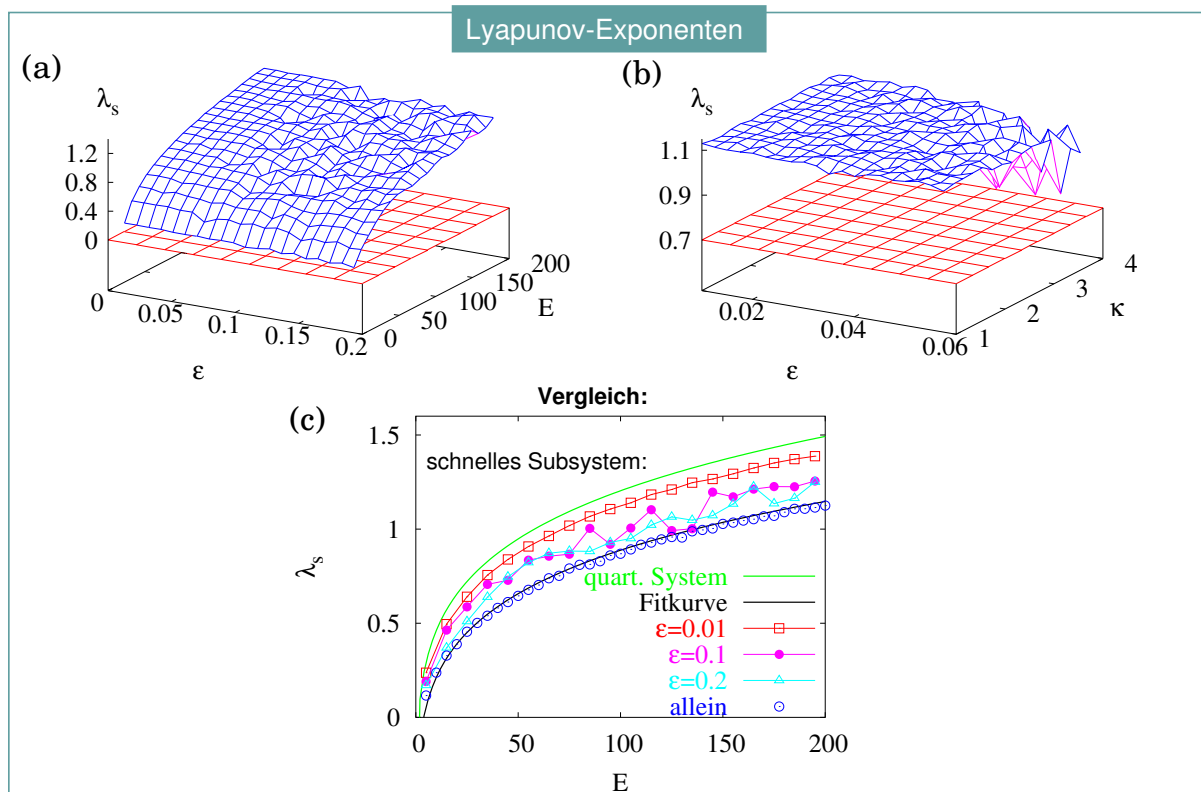 Lyapunov-Exponenten
(a)
λs
1.2
0.8
0.4
0
0
0.05
0.1
0.15
0.2
ε
0
50
100
150
200
E
(b)
λs
1.1
0.9
0.7
0.02
0.04
0.06
ε
1
2
3
4
κ
Vergleich:
(c)
schnelles Subsystem:
1.5
1
0.5
0
λs
quart. System
Fitkurve
ε=0.01
ε=0.1
ε=0.2
allein
0 50 100 150 200
E